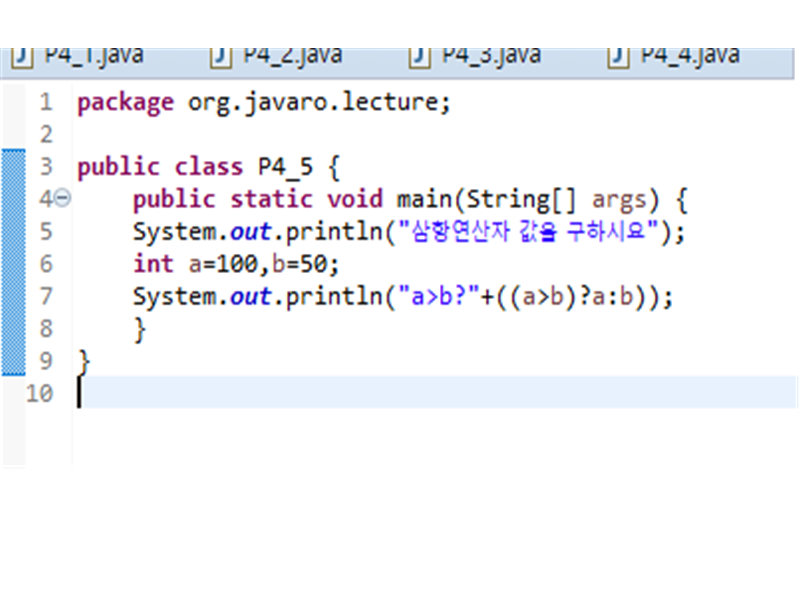 P4_1.java P4_2.java P4_3.java P4_4.java
1 package org.javaro.lecture;
2
3 public class P4_5 {
4 public static void main(String[] args) {
5 System.out.println("삼황연산자 값을 구하시요");
6 int a=100,b=50;
7 System.out.println("a>b?"+((a>b)?a:b));
8 }
9 }
10